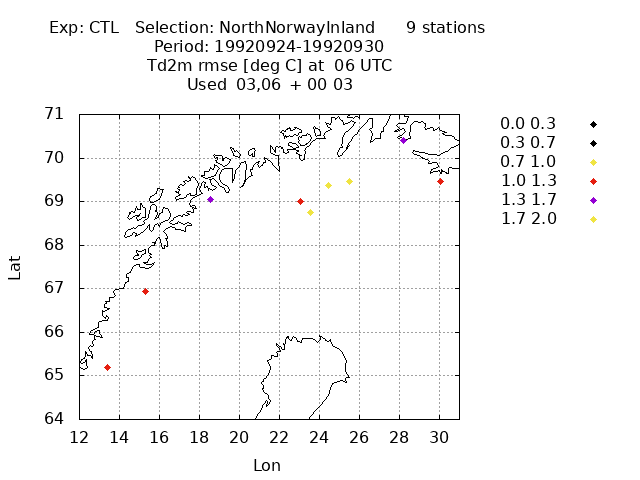 Exp: CTL Selection: NorthNorwayInland 9 stations
Period: 19920924-19920930
Td2m rmse [deg C] at 06 UTC
Used 03,06 + 00 03
71
70
69
68
67
66
65
64
12 14 16 18 20 22 24 26 28 30
Lat
Lon
0.0 0.3
0.3 0.7
0.7 1.0
1.0 1.3
1.3 1.7
1.7 2.0